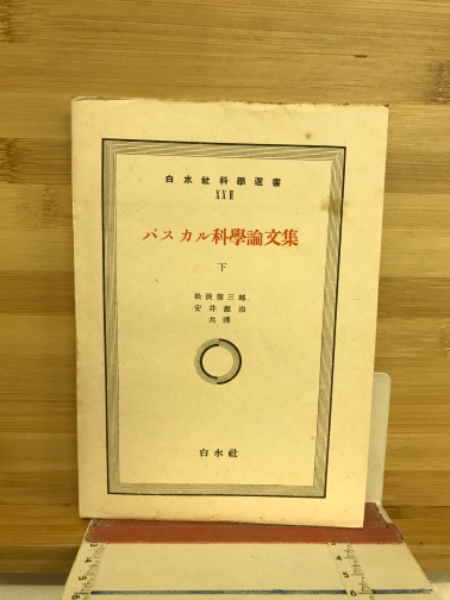 白水社科學選書
XXII
パスカル科學論文集
下
松浪信三郎
安井源治
共譯
白水社